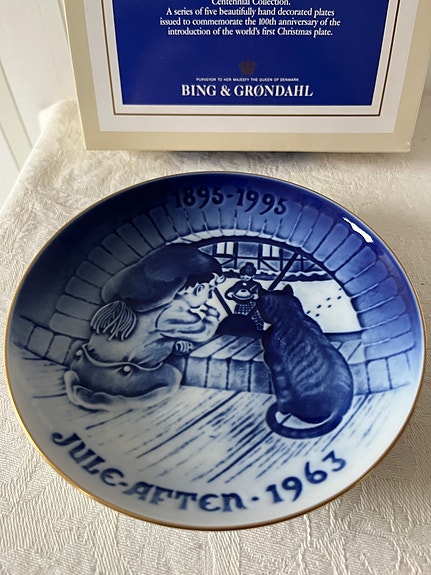 Centennial Collection.
A series of five beautifully hand decorated plates
issued to commemorate the 100th anniversary of the
introduction of the world's first Christmas plate.
PURVEYOR TO HER MAJESTY THE QUEEN OF DENMARK
BING & GRØNDAHL
1895-1995
JULE-AFTEN·1963